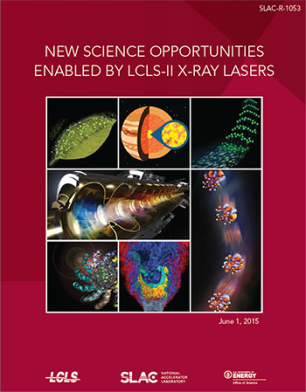 SLAC-R-1053
NEW SCIENCE OPPORTUNITIES
ENABLED BY LCLS-II X-RAY LASERS
June 1, 2015
LCLS
SLAC
NATIONAL
ACCELERATOR
LABORATORY
U.S. DEPARTMENT OF
ENERGY
Office of Science